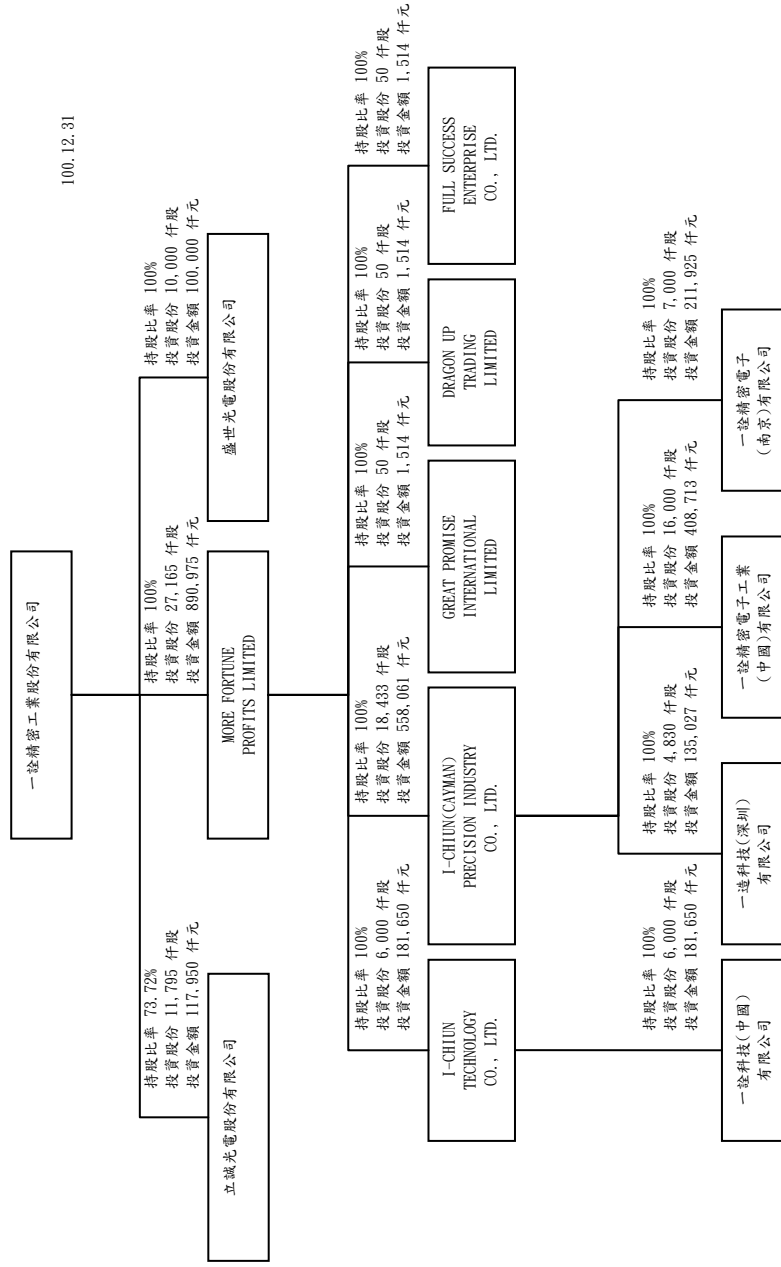 100.12.31
一詮精密工業股份有限公司
持股比率 73.72%
投資股份 11,795 仟股
投資金額 117,950 仟元
持股比率 100%
投資股份 27,165 仟股
投資金額 890,975 仟元
持股比率 100%
投資股份 10,000 仟股
投資金額 100,000 仟元
立誠光電股份有限公司
MORE FORTUNE
PROFITS LIMITED
盛世光電股份有限公司
持股比率 100%
投資股份 6,000 仟股
投資金額 181,650 仟元
持股比率 100%
投資股份 18,433 仟股
投資金額 558,061 仟元
持股比率 100%
投資股份 50 仟股
投資金額 1,514 仟元
持股比率 100%
投資股份 50 仟股
投資金額 1,514 仟元
持股比率 100%
投資股份 50 仟股
投資金額 1,514 仟元
I-CHIUN
TECHNOLOGY
CO., LTD.
I-CHIUN(CAYMAN)
PRECISION INDUSTRY
CO., LTD.
GREAT PROMISE
INTERNATIONAL
LIMITED
DRAGON UP
TRADING
LIMITED
FULL SUCCESS
ENTERPRISE
CO., LTD.
持股比率 100%
投資股份 6,000 仟股
投資金額 181,650 仟元
持股比率 100%
投資股份 4,830 仟股
投資金額 135,027 仟元
持股比率 100%
投資股份 16,000 仟股
投資金額 408,713 仟元
持股比率 100%
投資股份 7,000 仟股
投資金額 211,925 仟元
一詮科技(中國)
有限公司
一造科技(深圳)
有限公司
一詮精密電子工業
(中國)有限公司
一詮精密電子
(南京)有限公司